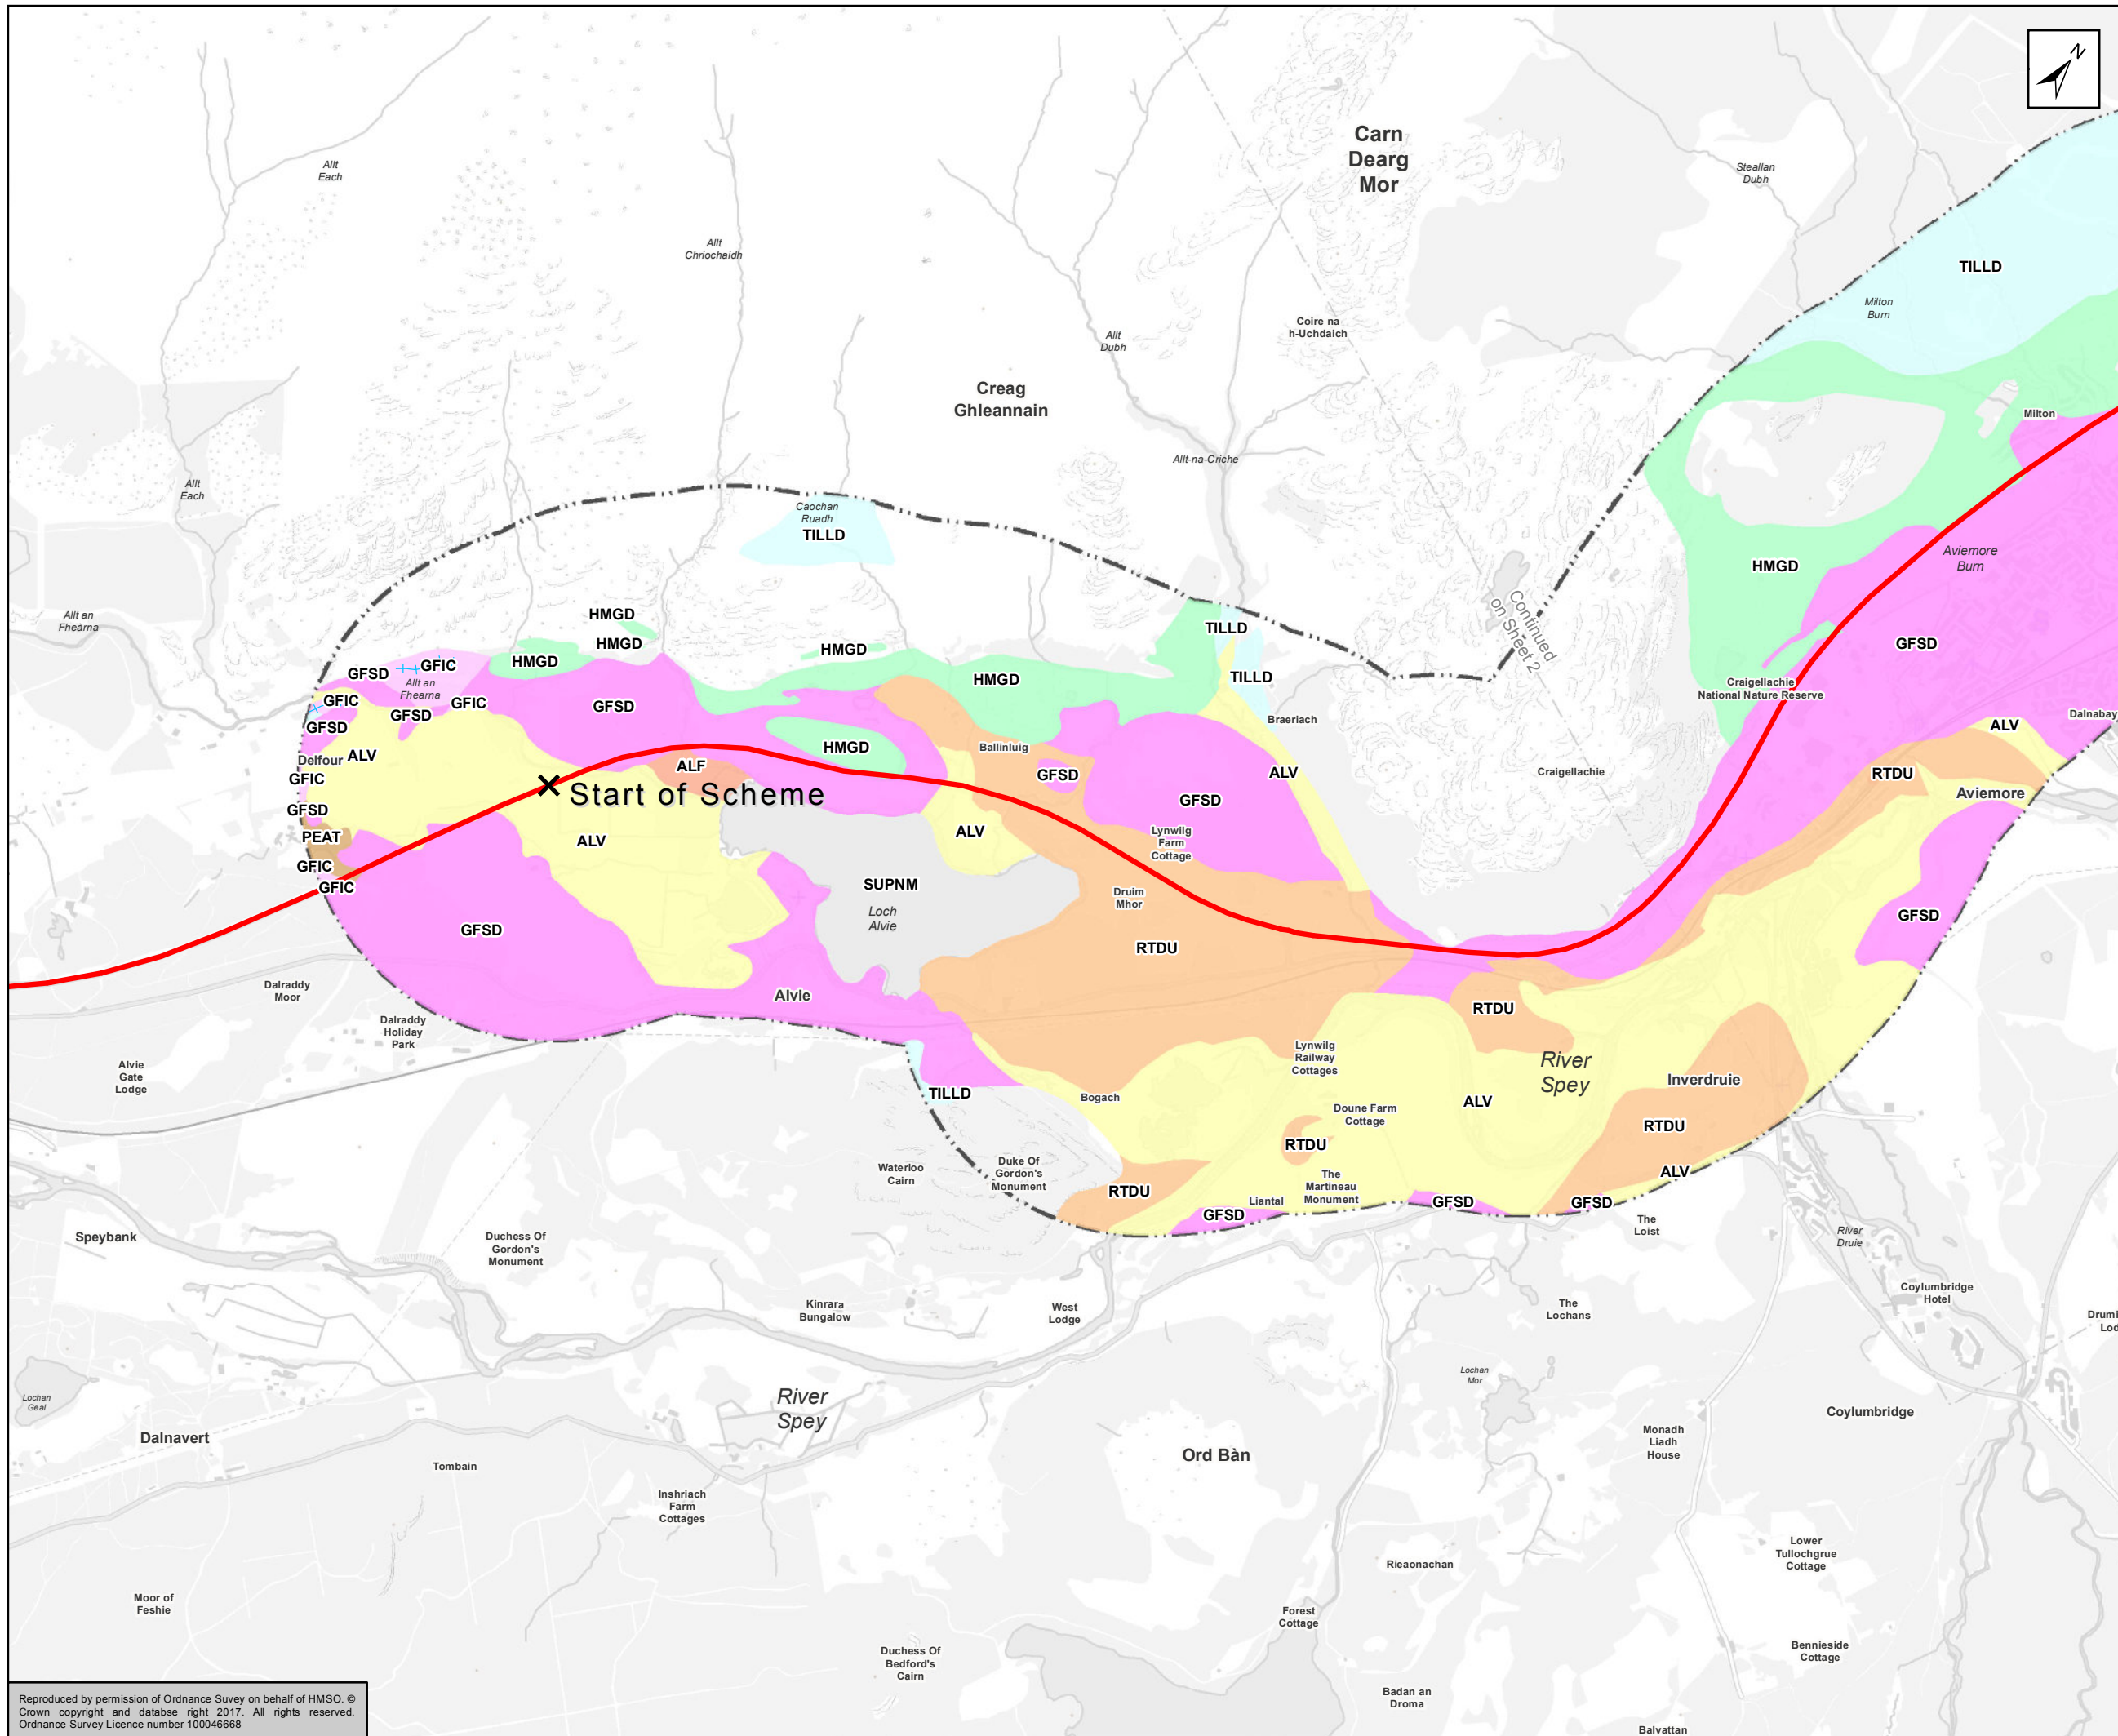 N
Carn
Dearg
Mor
Allt
Each
Steallan
Dubh
Allt
Chriochaidh
TILLD
Milton
Burn
Coire na
h-Uchdaich
Allt
Dubh
Creag
Ghleannain
Milton
Allt-na-Criche
Allt
Each
Caochan
Ruadh
TILLD
Aviemore
Burn
HMGD
Continued
on Sheet 2
Allt an
Fheàrna
HMGD
HMGD
HMGD
TILLD
HMGD
GFSD
GFIC
Allt an
Fhearna
HMGD
TILLD
GFSD
Craigellachie
National Nature Reserve
GFIC
GFIC
GFSD
GFSD
GFSD
Braeriach
Dalnabay
ALV
HMGD
Ballinluig
Delfour
ALV
ALF
GFSD
ALV
Craigellachie
RTDU
GFIC
Start of Scheme
Aviemore
GFSD
GFSD
PEAT
ALV
ALV
Lynwilg
Farm
Cottage
GFIC
GFIC
SUPNM
Loch
Alvie
Druim
Mhor
GFSD
GFSD
RTDU
Dalraddy
Moor
Alvie
RTDU
Dalraddy
Holiday
Park
Lynwilg
Railway
Cottages
River
Spey
Alvie
Gate
Lodge
Inverdruie
TILLD
Bogach
ALV
Doune Farm
Cottage
RTDU
RTDU
Waterloo
Cairn
Duke Of
Gordon's
Monument
ALV
RTDU
The
Martineau
Monument
Liantal
GFSD
GFSD
GFSD
The
Loist
Speybank
Duchess Of
Gordon's
Monument
River
Druie
Coylumbridge
Hotel
Kinrara
Bungalow
West
Lodge
The
Lochans
Drumi
Lod
Lochan
Geal
Lochan
Mor
River
Spey
Coylumbridge
Dalnavert
Monadh
Liadh
House
Ord Bàn
Tombain
Inshriach
Farm
Cottages
Lower
Tullochgrue
Cottage
Rieaonachan
Moor of
Feshie
Forest
Cottage
Duchess Of
Bedford's
Cairn
Bennieside
Cottage
Badan an
Droma
Balvattan
Reproduced by permission of Ordnance Suvey on behalf of HMSO. ©
Crown copyright and databse right 2017. All rights reserved.
Ordnance Survey Licence number 100046668